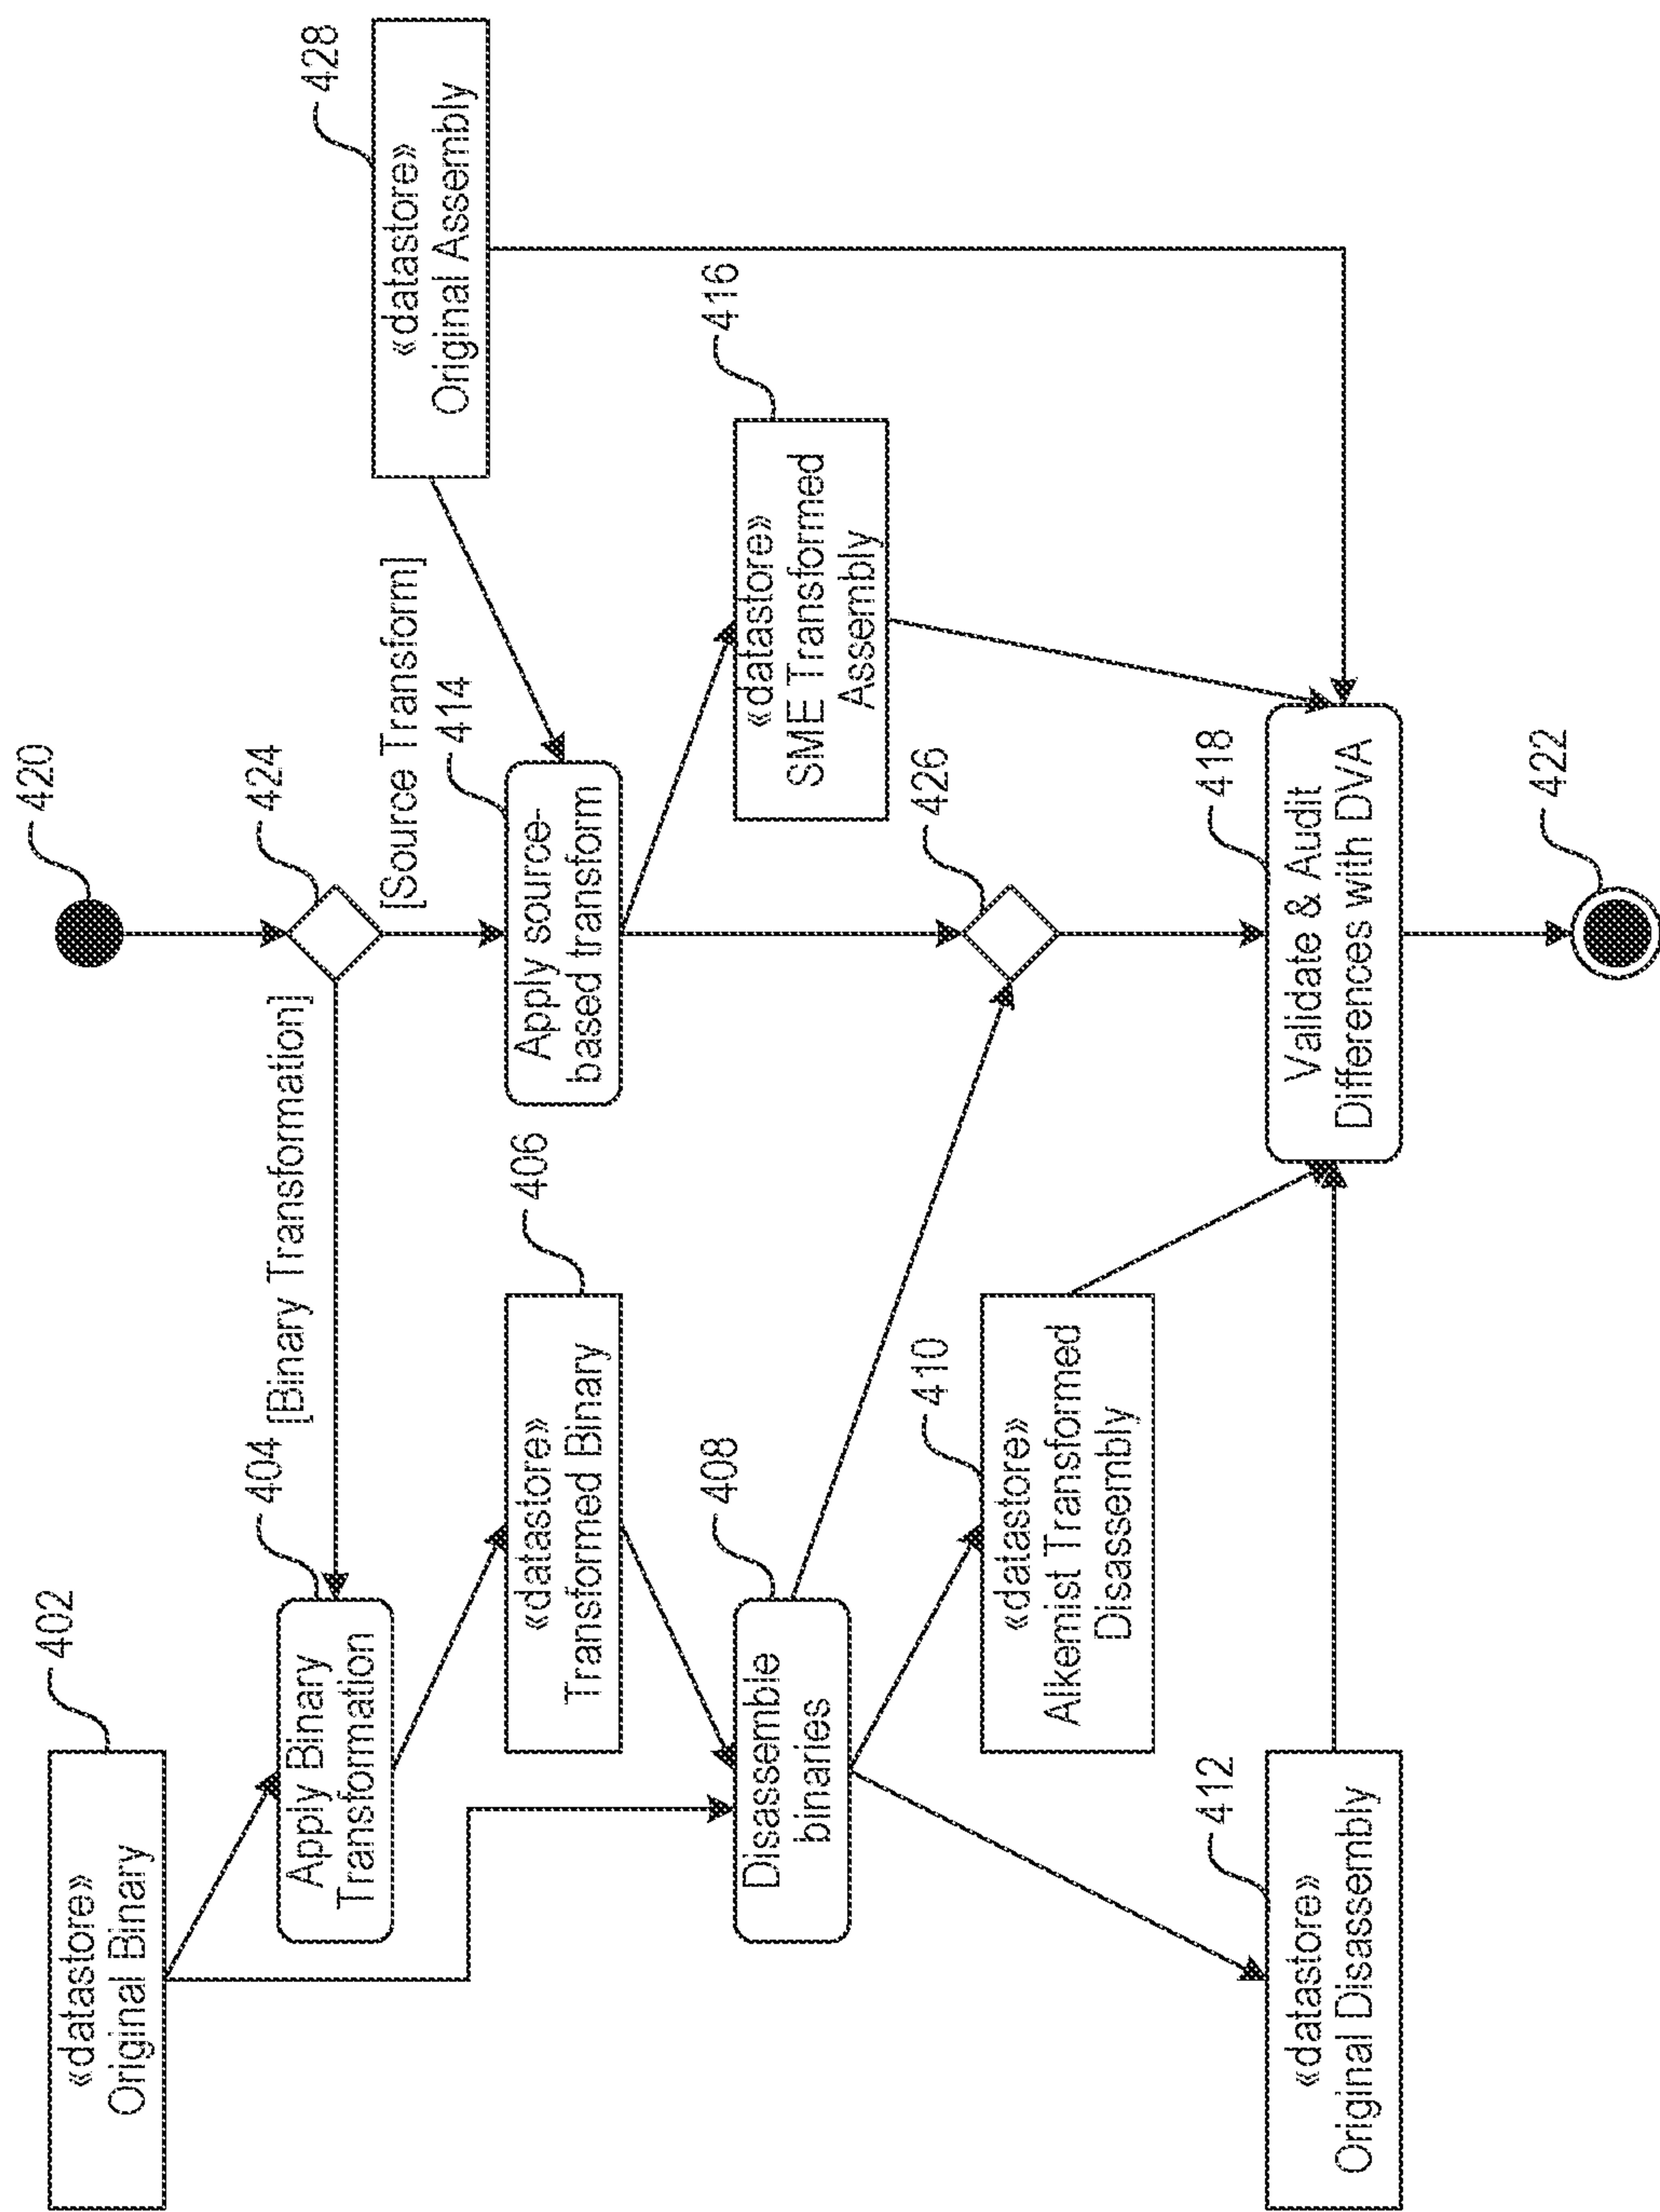 420
424
[Binary Transformation]
[Source Transform]
428
«datastore»
Original Assembly
402
«datastore»
Original Binary
404
Apply Binary
Transformation
414
Apply source-
based transform
406
«datastore»
Transformed Binary
416
«datastore»
SME Transformed
Assembly
408
Disassemble
binaries
426
410
«datastore»
Alkemist Transformed
Disassembly
412
«datastore»
Original Disassembly
418
Validate & Audit
Differences with DVA
422